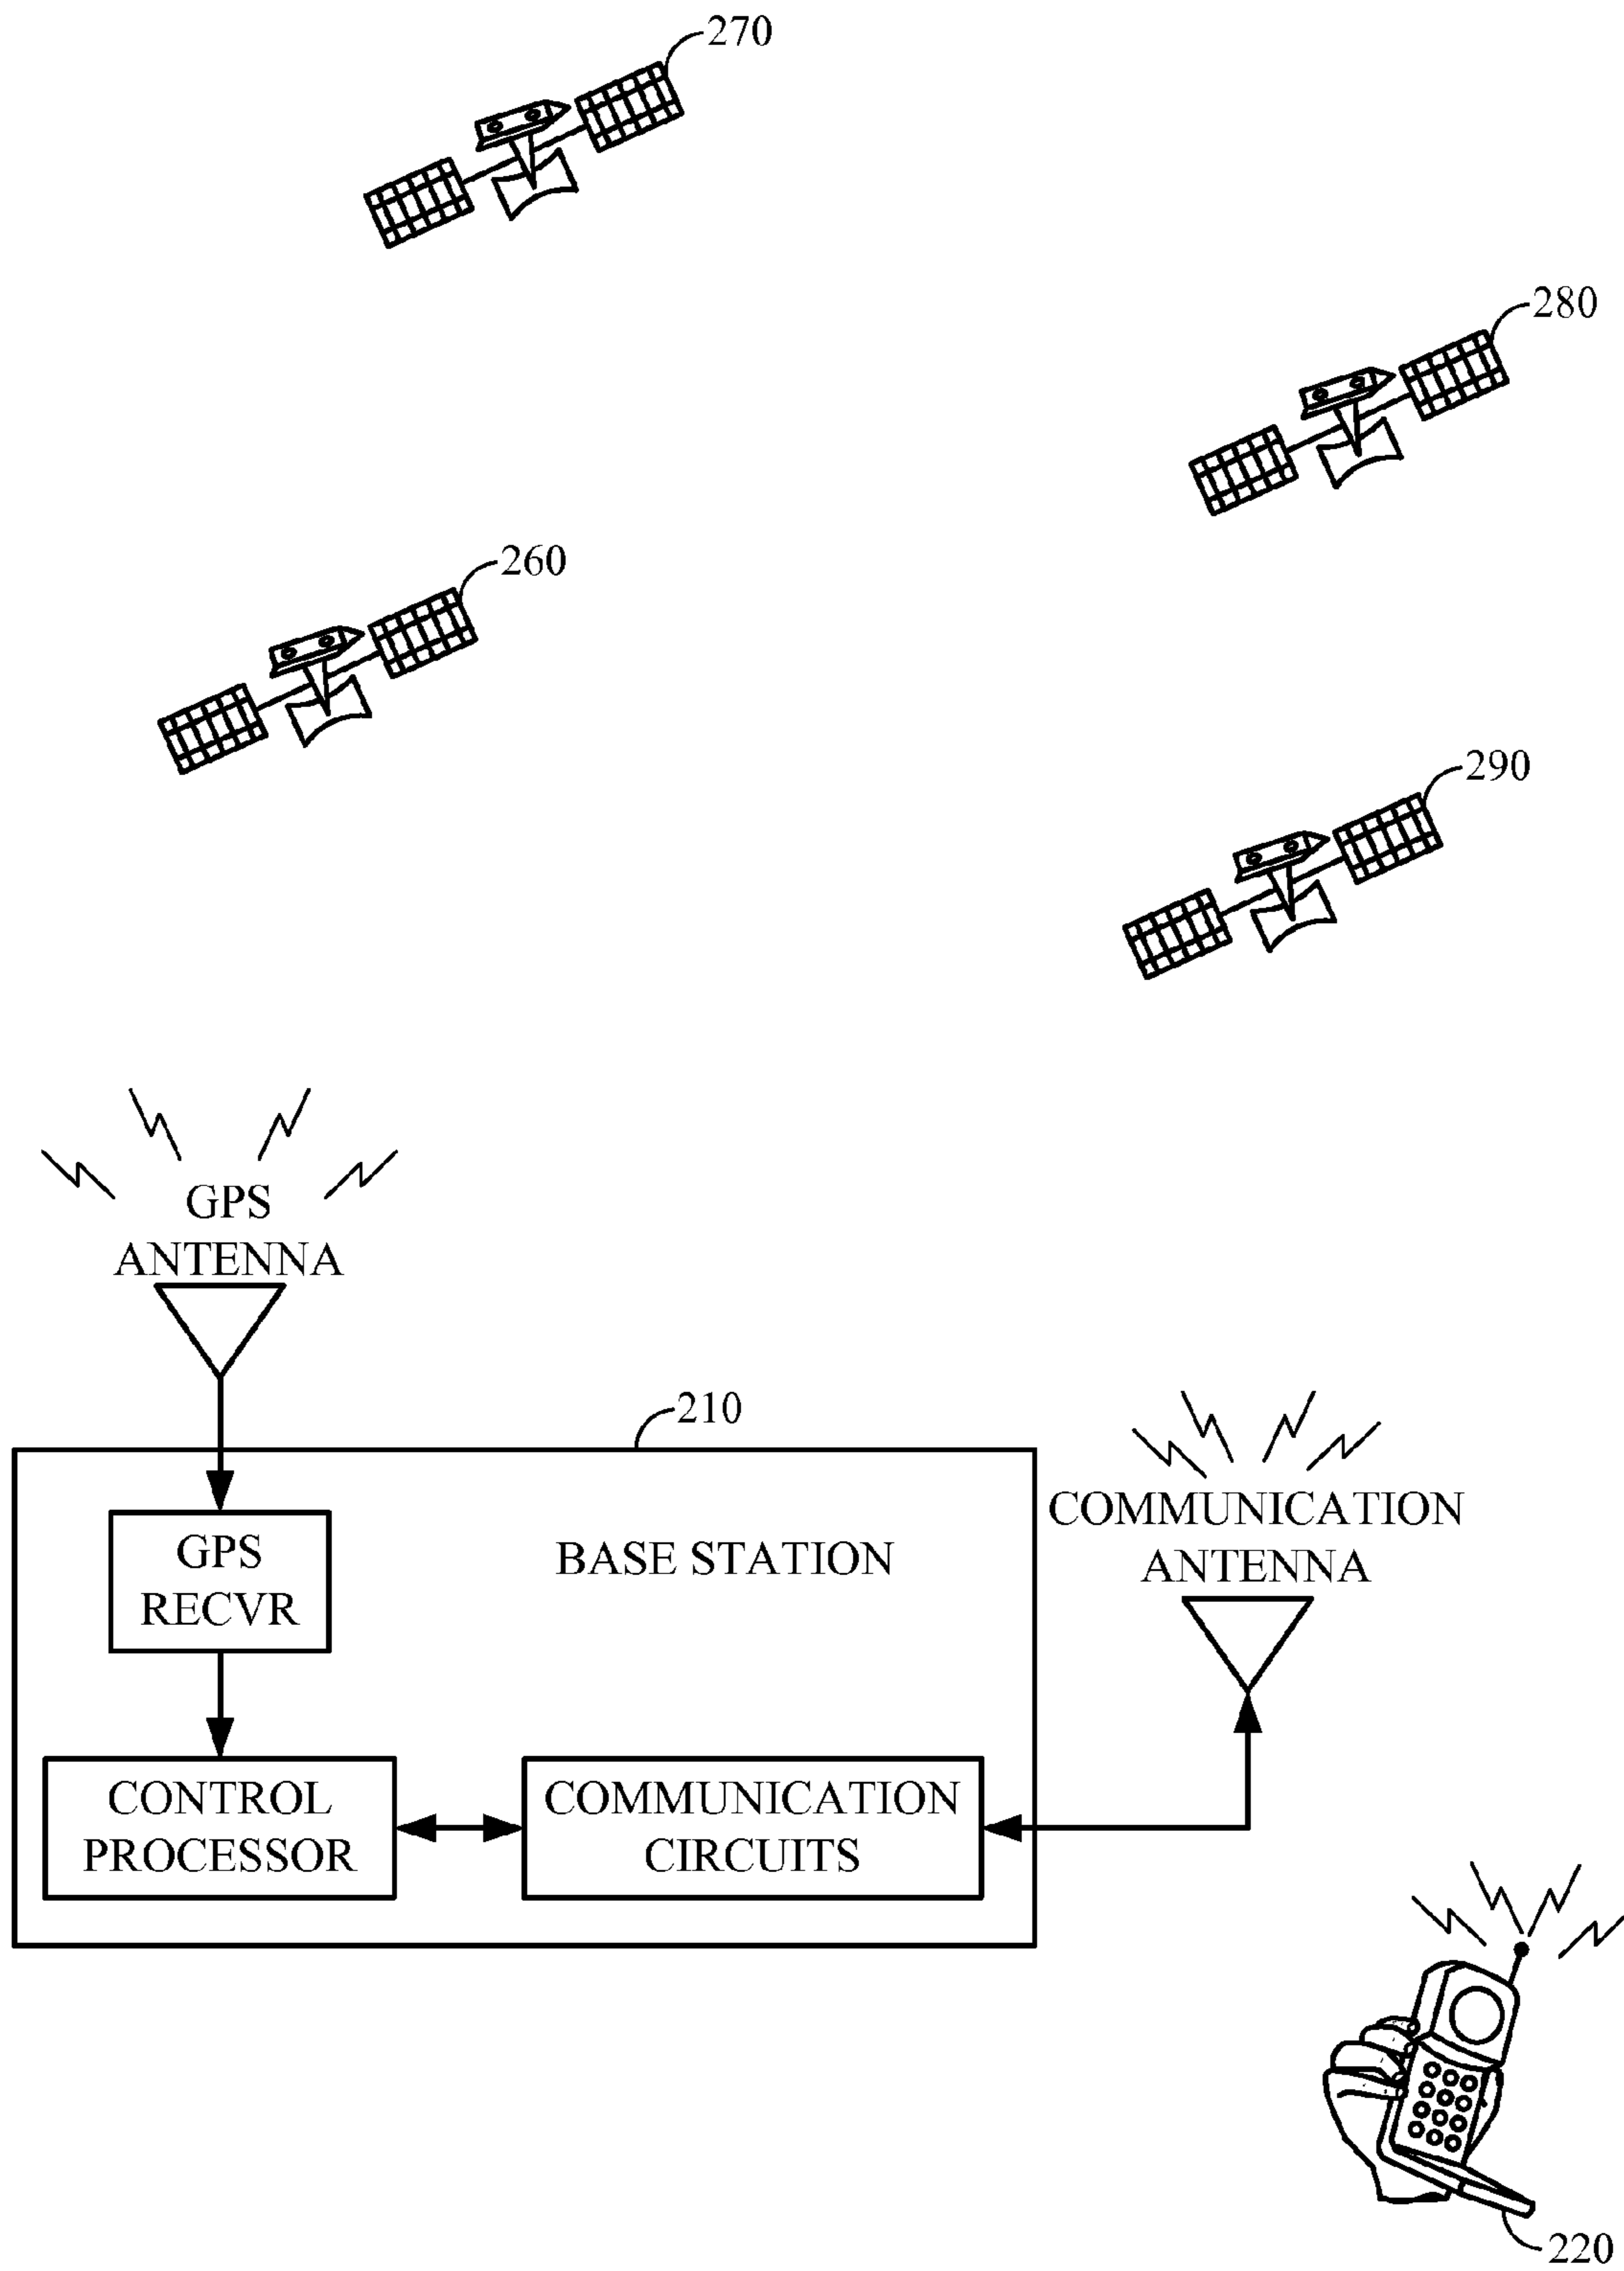 270
280
260
290
GPS
ANTENNA
210
COMMUNICATION
ANTENNA
GPS
RECVR
BASE STATION
CONTROL
PROCESSOR
COMMUNICATION
CIRCUITS
220